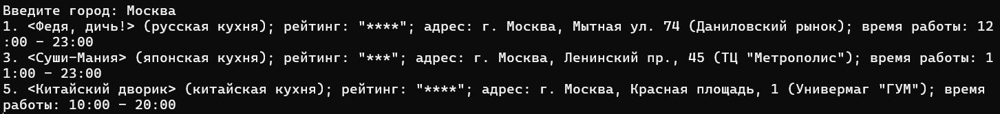 Введите город: Москва
1. <Федя, дичь!> (русская кухня); рейтинг: "****"; адрес: г. Москва, Мытная ул. 74 (Даниловский рынок); время работы: 12
:00 – 23:00
3. <Суши-Мания> (японская кухня); рейтинг: "***"; адрес: г. Москва, Ленинский пр., 45 (ТЦ "Метрополис"); время работы: 1
1:00 – 23:00
5. <Китайский дворик> (китайская кухня); рейтинг: "****"; адрес: г. Москва, Красная площадь, 1 (Универмаг "ГУМ"); время
работы: 10:00 – 20:00